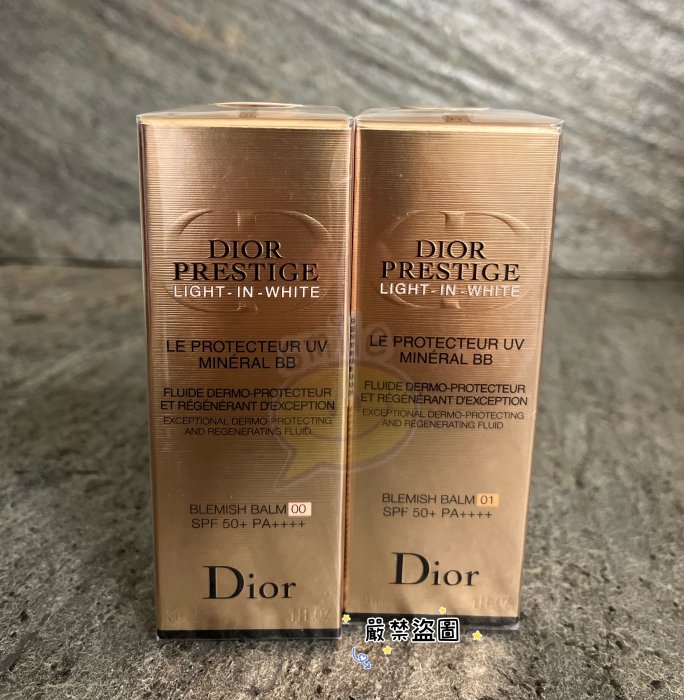 DIOR
PRESTIGE
LIGHT-IN-WHITE
LE PROTECTEUR UV
MINÉRAL BB
FLUIDE DERMO-PROTECTEUR
ET RÉGÉNÉRANT D'EXCEPTION
EXCEPTIONAL DERMO-PROTECTING
AND REGENERATING FLUID
BLEMISH BALM 00
SPF 50+ PA++++
Dior
1 FL OZ
DIOR
PRESTIGE
LIGHT-IN-WHITE
LE PROTECTEUR UV
MINÉRAL BB
FLUIDE DERMO-PROTECTEUR
ET RÉGÉNÉRANT D'EXCEPTION
EXCEPTIONAL DERMO-PROTECTING
AND REGENERATING FLUID
BLEMISH BALM 01
SPF 50+ PA++++
Dior
嚴禁盜圖